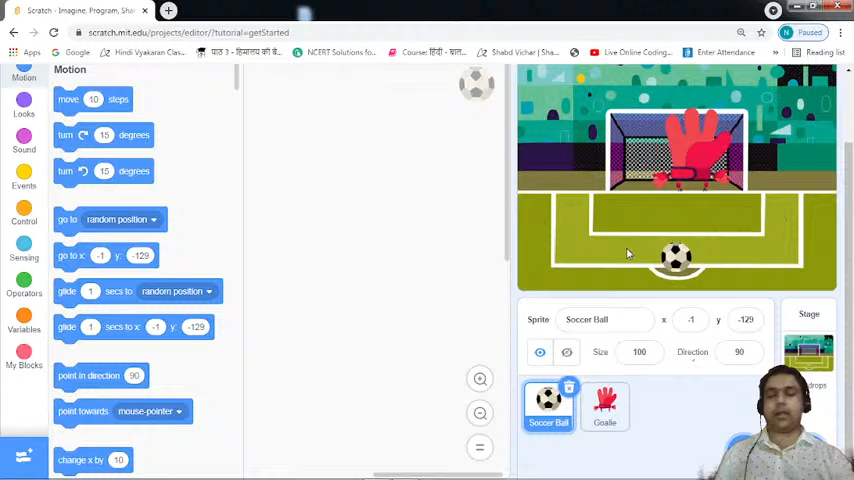 Scratch - Imagine, Program, Sha
N Paused
scratch.mit.edu/projects/editor/?tutorial=getStarted
Apps Google Hindi Vyakaran Clas... पाठ 3 - हिमालय की बे... NCERT Solutions fo... Course: हिंदी - बाल... Shabd Vichar | Sha... Live Online Coding... Enter Attendance Reading list
Motion
Looks
Sound
Events
Control
Sensing
Operators
Variables
My Blocks
Motion
move 10 steps
turn 15 degrees
turn 15 degrees
go to random position
go to x: -1 y: -129
glide 1 secs to random position
glide 1 secs to x: -1 y: -129
point in direction 90
point towards mouse-pointer
change x by 10
Sprite Soccer Ball x -1 y -129
Size 100 Direction 90
Soccer Ball
Goalie
Stage
drops